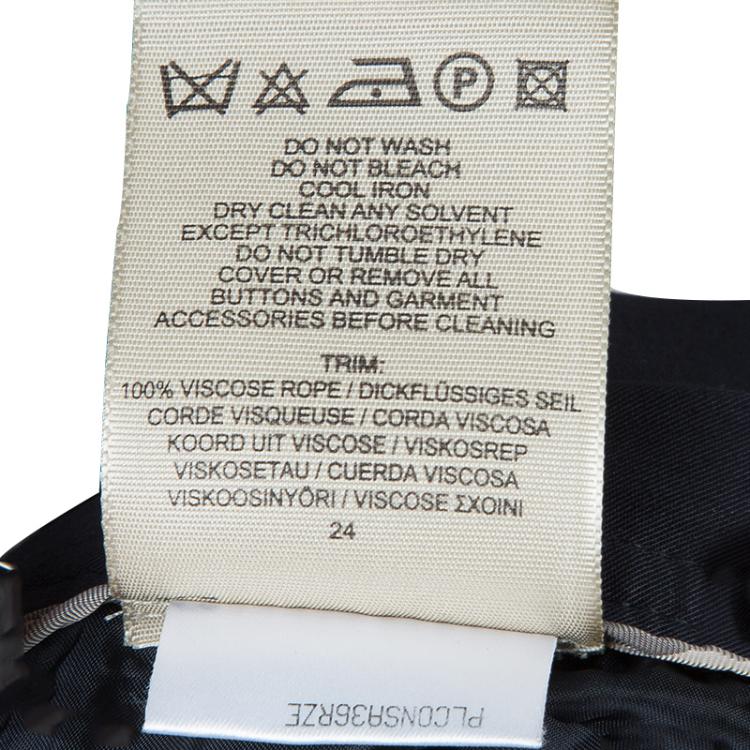 P
DO NOT WASH
DO NOT BLEACH
COOL IRON
DRY CLEAN ANY SOLVENT
EXCEPT TRICHLOROETHYLENE
DO NOT TUMBLE DRY
COVER OR REMOVE ALL
BUTTONS AND GARMENT
ACCESSORIES BEFORE CLEANING
TRIM:
100% VISCOSE ROPE / DICKFLÜSSIGES SEIL
CORDE VISQUEUSE / CORDA VISCOSA
KOORD UIT VISCOSE / VISKOSREP
VISKOSETAU / CUERDA VISCOSA
VISKOOSINYÖRI / VISCOSE ΣΧΟΙΝΙ
24
PLCONSA36RZE